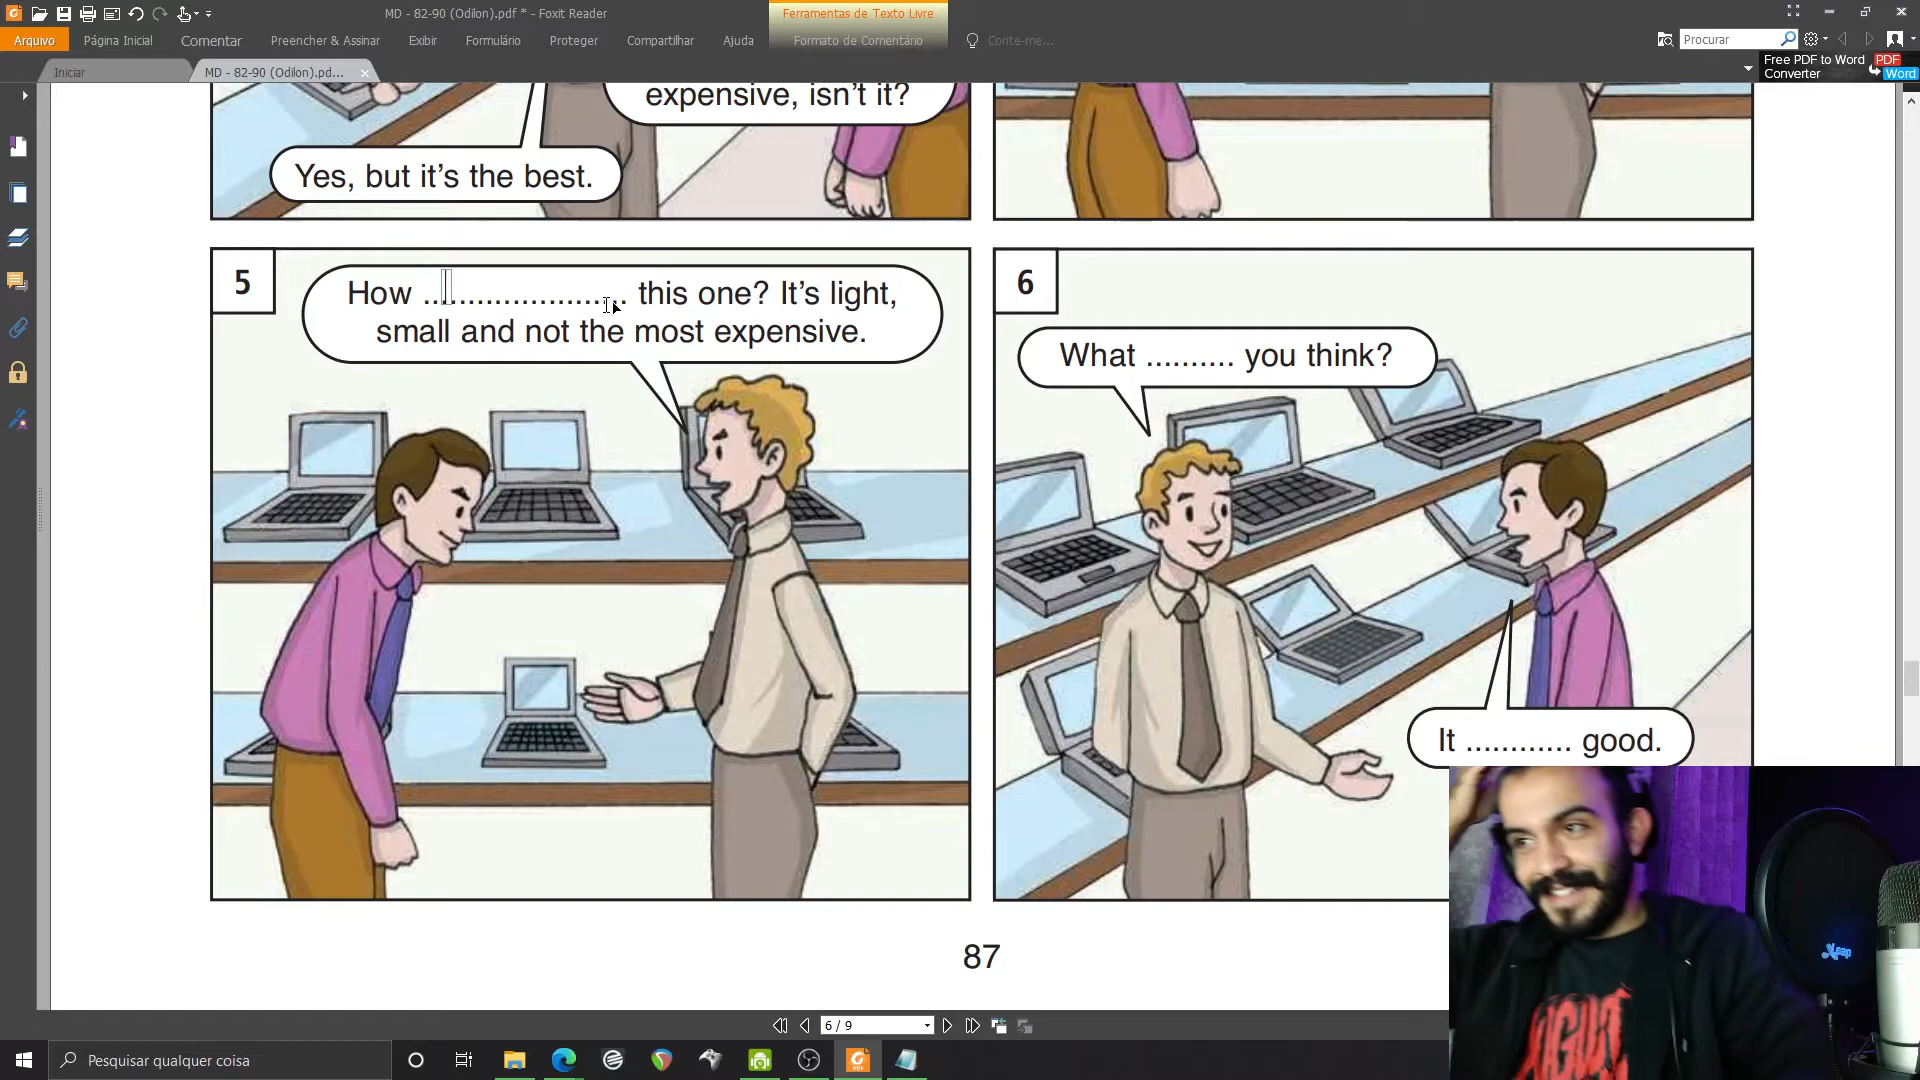 MD - 82-90 (Odilon).pdf * - Foxit Reader
Ferramentas de Texto Livre
Arquivo
Página Inicial
Comentar
Preencher & Assinar
Exibir
Formulário
Proteger
Compartilhar
Ajuda
Formato de Comentário
Conte-me...
Procurar
Iniciar
MD - 82-90 (Odilon).pd...
Free PDF to Word
Converter
PDF
Word
expensive, isn't it?
Yes, but it's the best.
5
How ........................ this one? It's light,
small and not the most expensive.
6
What .......... you think?
It ............ good.
87
6 / 9
Pesquisar qualquer coisa